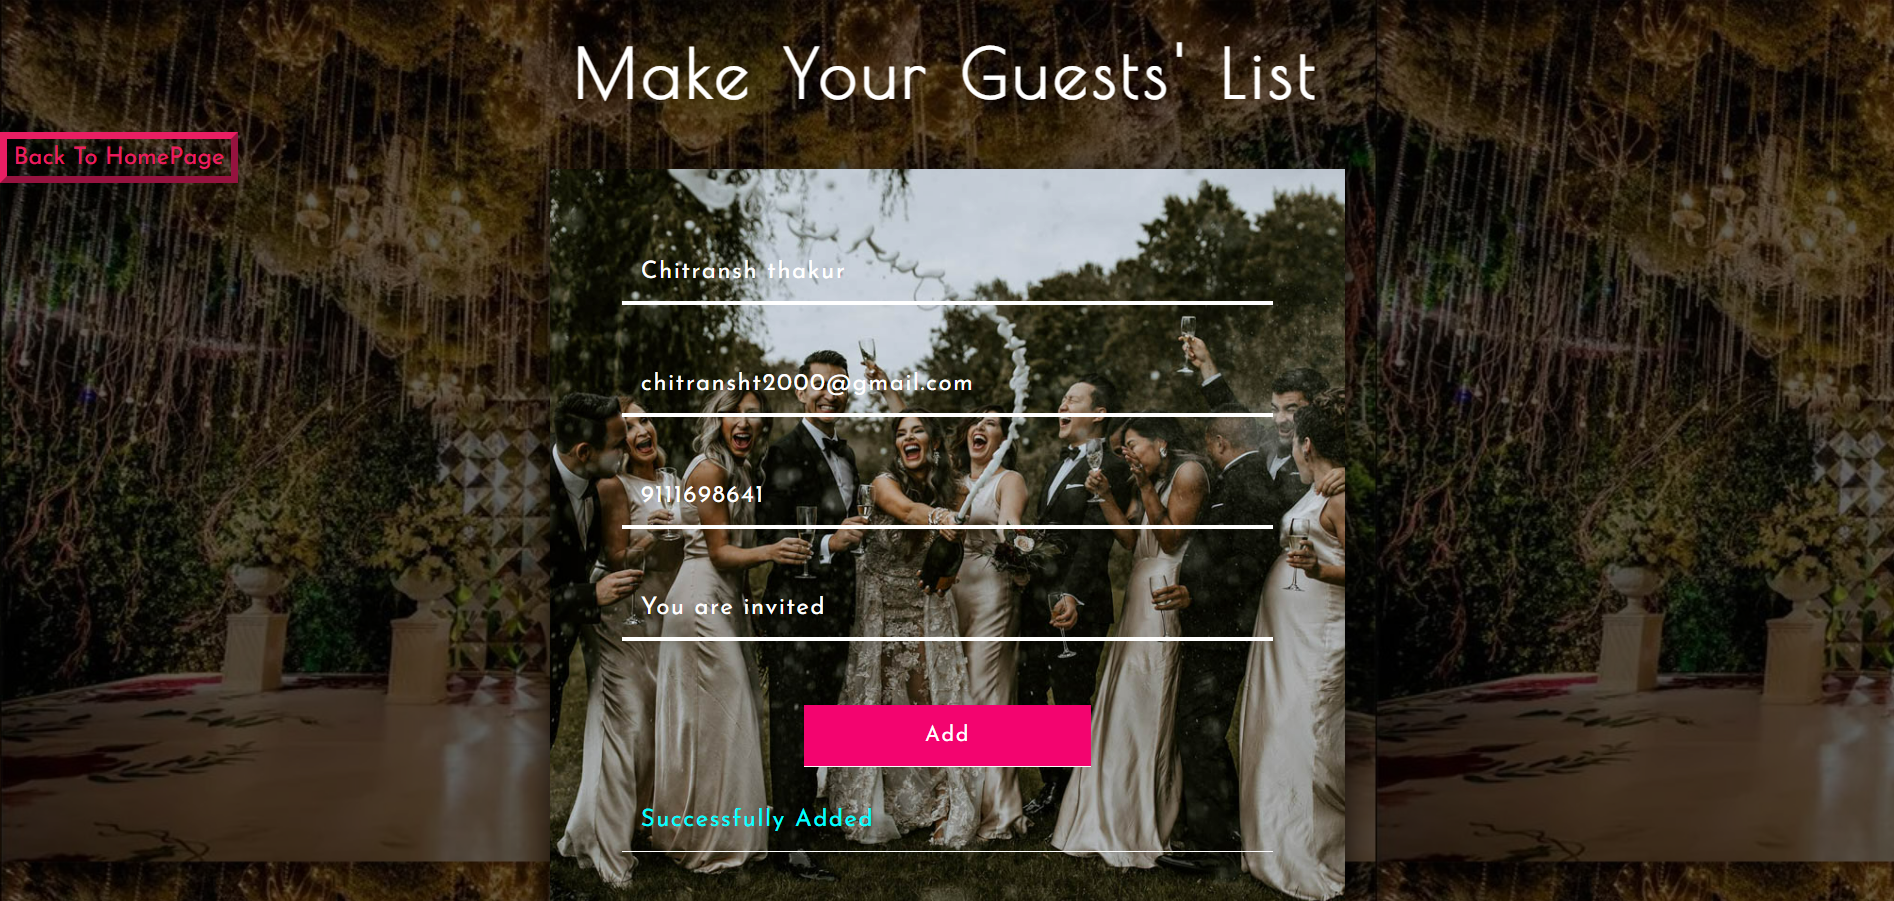 Make Your Guests' List
Back To HomePage
Chitransh thakur
chitransht2000@gmail.com
9111698641
You are invited
Add
Successfully Added